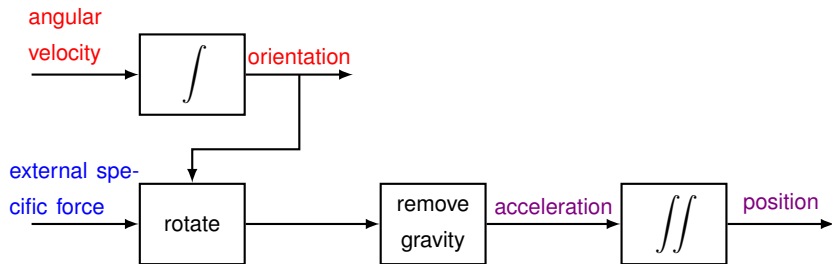 angular
velocity
∫
orientation
external spe-
cific force
rotate
remove
gravity
acceleration
∬
position